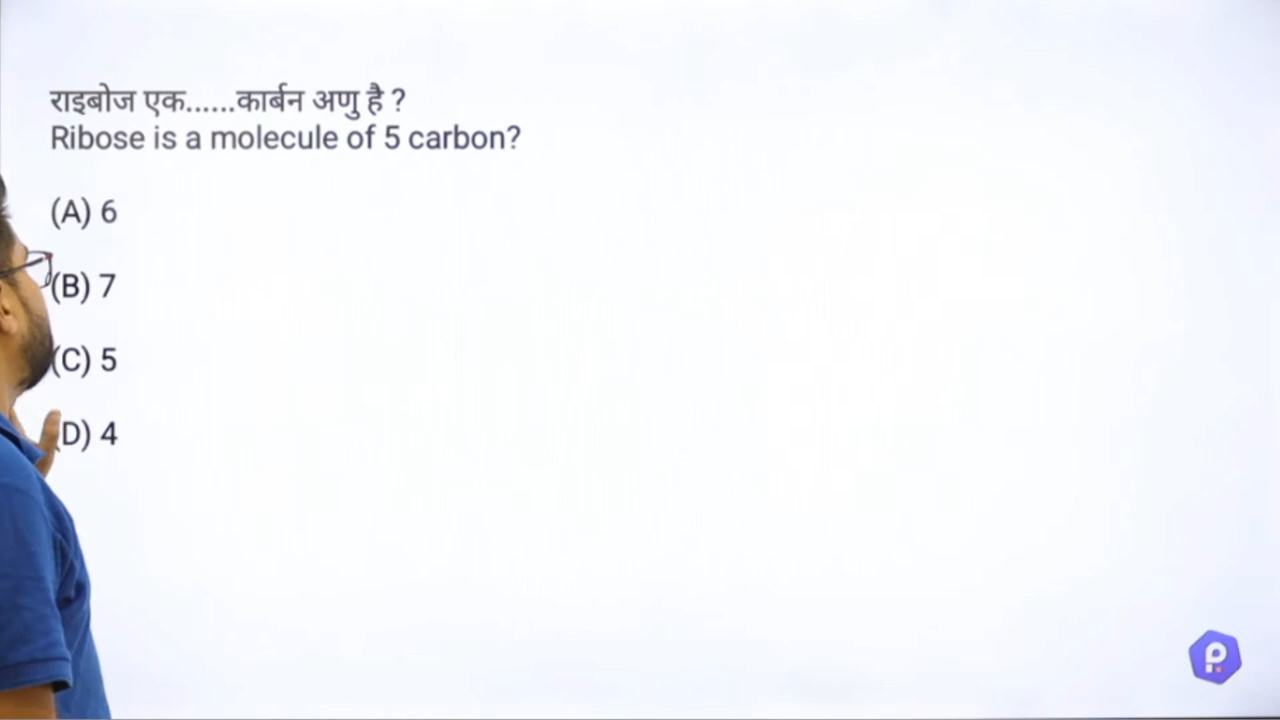 राइबोज एक......कार्बन अणु है ?
Ribose is a molecule of 5 carbon?
(A) 6
(B) 7
(C) 5
(D) 4